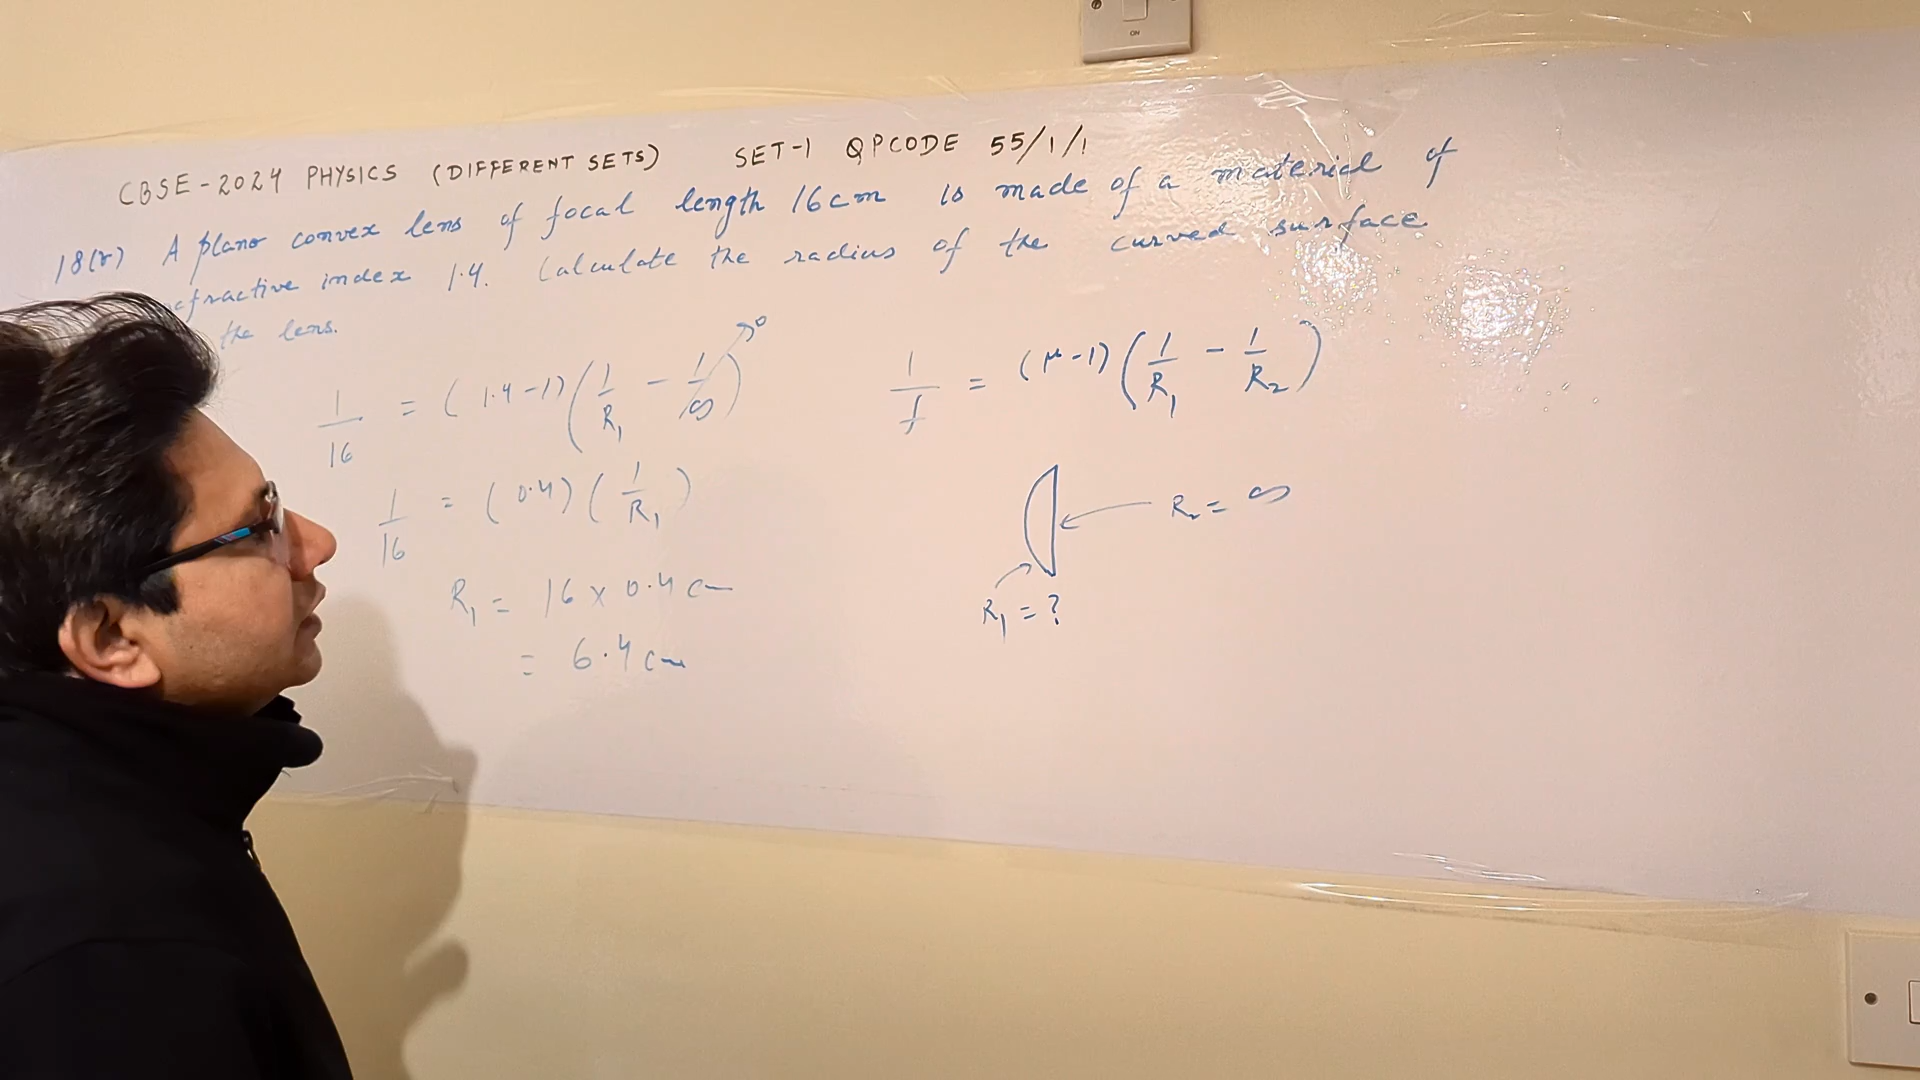 ON
CBSE-2024 PHYSICS (DIFFERENT SETS) SET-1 QPCODE 55/1/1
18(r) A plano convex lens of focal length 16cm is made of a material of
refractive index 1.4. Calculate the radius of the curved surface
the lens.
1/16 = (1.4-1)(1/R₁ - 1/∞) → 0
1/16 = (0.4)(1/R₁)
R₁ = 16 x 0.4 cm
= 6.4 cm
1/f = (μ-1)(1/R₁ - 1/R₂)
R₂ = ∞
R₁ = ?